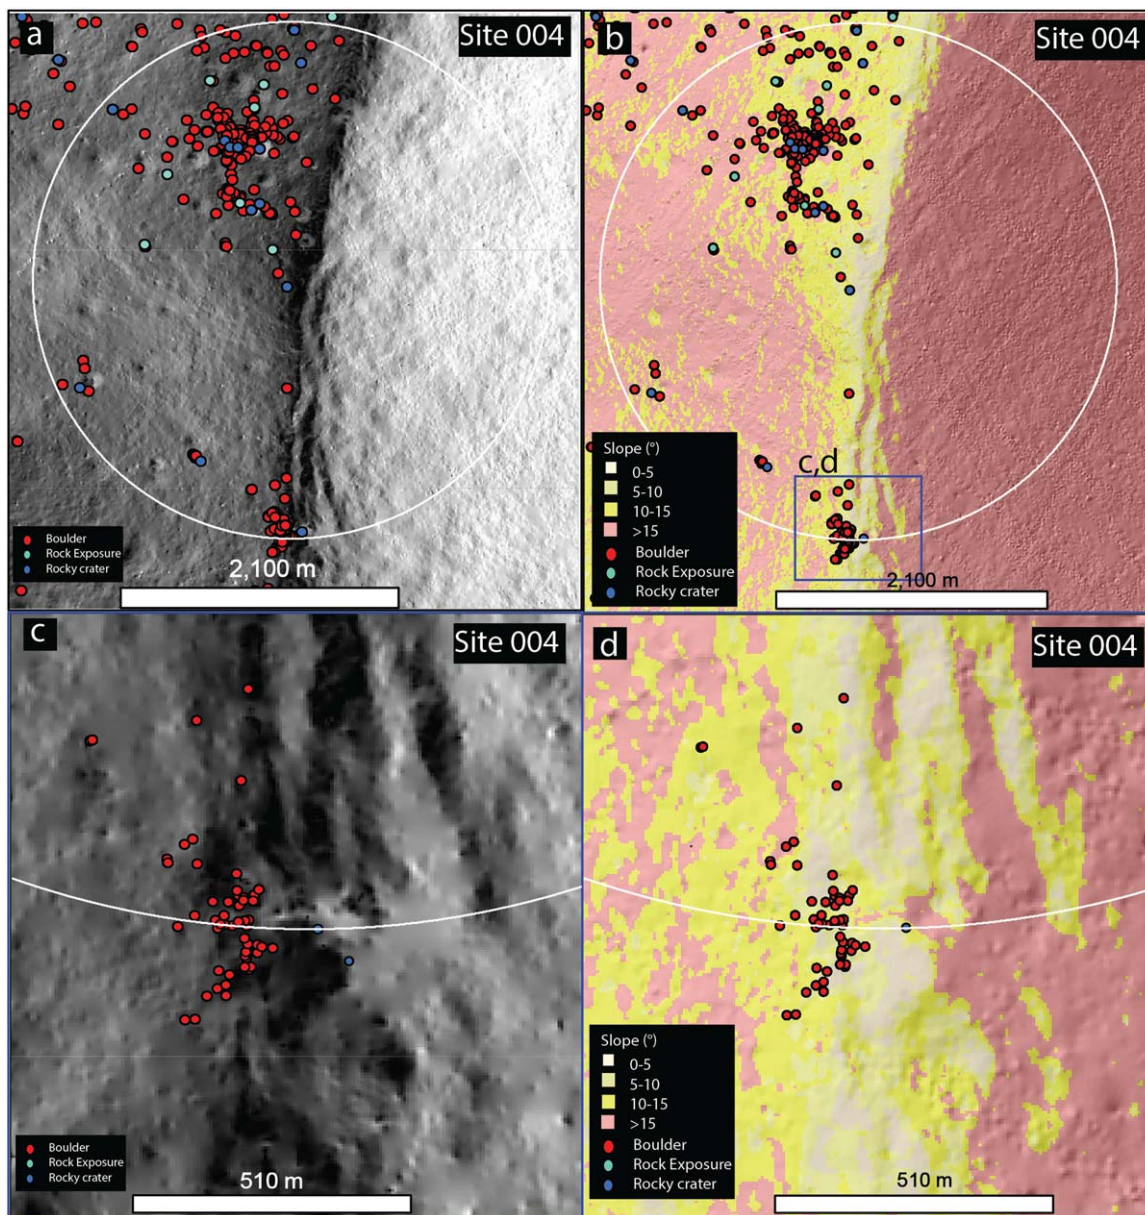 a
Site 004
Boulder
Rock Exposure
Rocky crater
2,100 m
b
Site 004
Slope (°)
0-5
5-10
10-15
>15
Boulder
Rock Exposure
Rocky crater
c,d
2,100 m
c
Site 004
Boulder
Rock Exposure
Rocky crater
510 m
d
Site 004
Slope (°)
0-5
5-10
10-15
>15
Boulder
Rock Exposure
Rocky crater
510 m